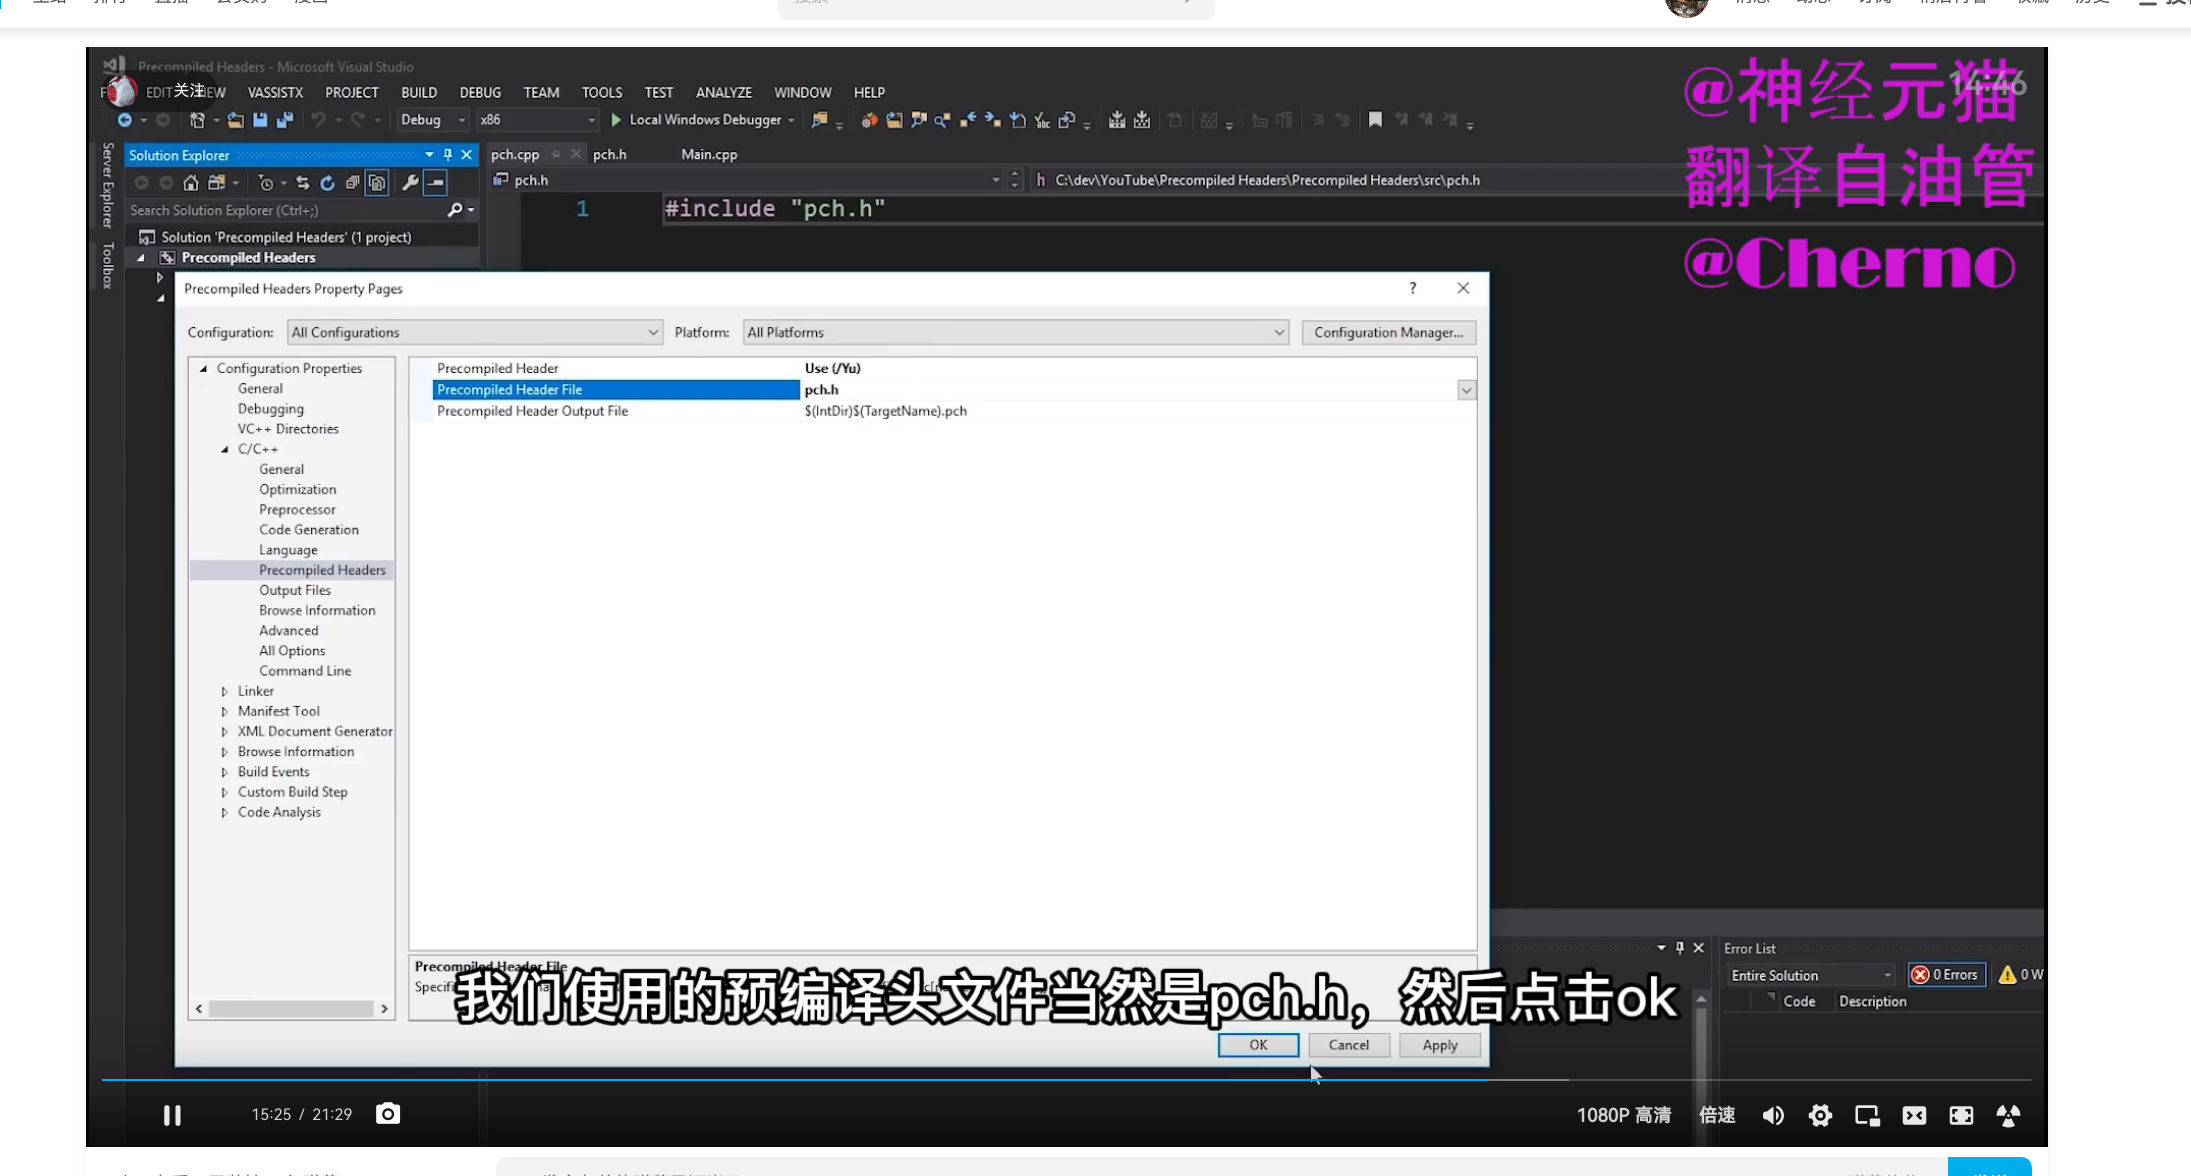 Precompiled Headers - Microsoft Visual Studio
14:46
@神经元猫
翻译自油管
@Cherno
关注
EDIT VASSISTX PROJECT BUILD DEBUG TEAM TOOLS TEST ANALYZE WINDOW HELP
Debug x86 Local Windows Debugger
Server Explorer
Toolbox
Solution Explorer
pch.cpp pch.h Main.cpp
pch.h C:\dev\YouTube\Precompiled Headers\Precompiled Headers\src\pch.h
Search Solution Explorer (Ctrl+;)
1 #include "pch.h"
Solution 'Precompiled Headers' (1 project)
Precompiled Headers
Precompiled Headers Property Pages
Configuration: All Configurations Platform: All Platforms Configuration Manager...
Configuration Properties
General
Debugging
VC++ Directories
C/C++
General
Optimization
Preprocessor
Code Generation
Language
Precompiled Headers
Output Files
Browse Information
Advanced
All Options
Command Line
Linker
Manifest Tool
XML Document Generator
Browse Information
Build Events
Custom Build Step
Code Analysis
Precompiled Header Use (/Yu)
Precompiled Header File pch.h
Precompiled Header Output File $(IntDir)$(TargetName).pch
Precompiled Header File
我们使用的预编译头文件当然是pch.h，然后点击ok
OK Cancel Apply
Error List
Entire Solution 0 Errors 0 W
Code Description
15:25 / 21:29
1080P 高清 倍速